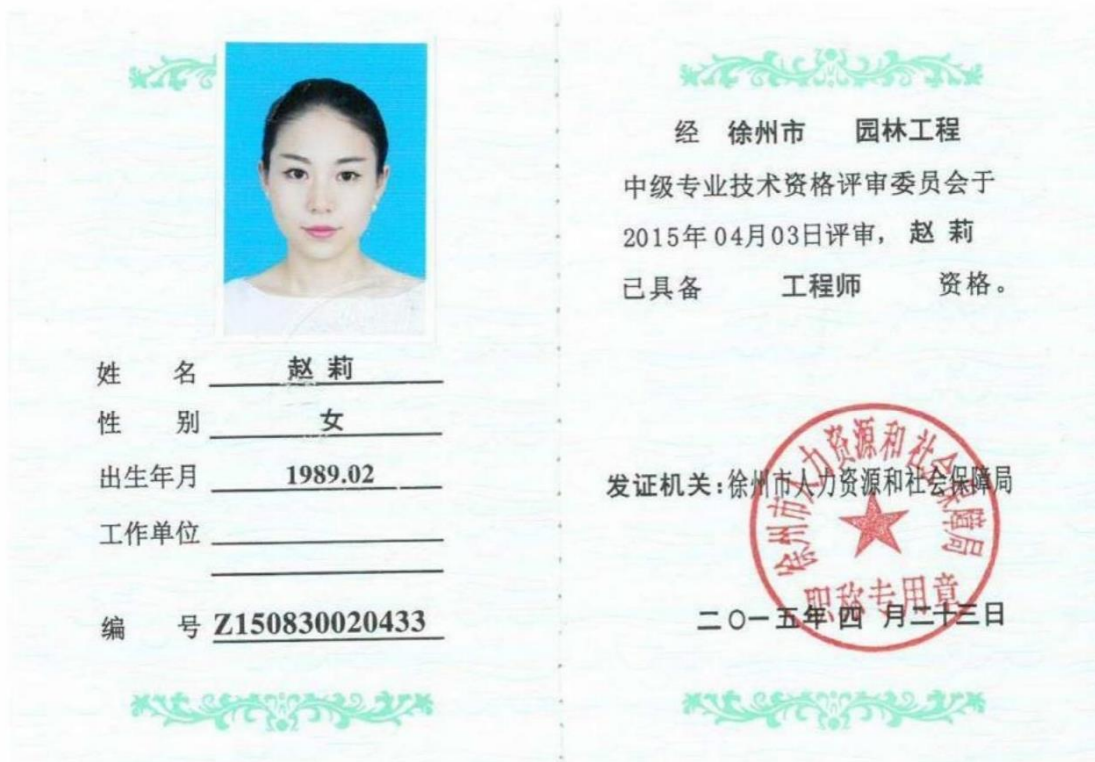 姓 名 赵 莉
性 别 女
出生年月 1989.02
工作单位
编 号 Z150830020433
经 徐州市 园林工程
中级专业技术资格评审委员会于
2015年04月03日评审，赵 莉
已具备 工程师 资格。
发证机关：徐州市人力资源和社会保障局
徐州市人力资源和社会保障局
职称专用章
二〇一五年 四 月二十三日